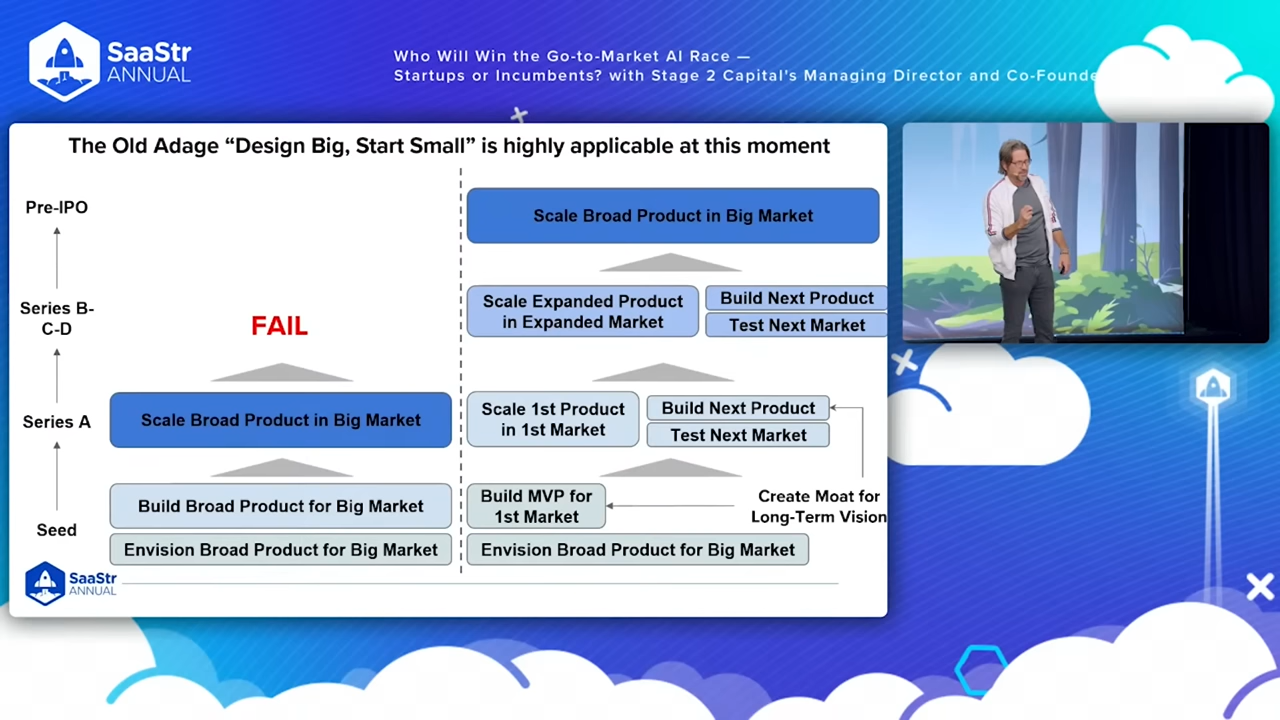 SaaStr
ANNUAL
Who Will Win the Go-to-Market AI Race —
Startups or Incumbents? with Stage 2 Capital's Managing Director and Co-Founde
The Old Adage “Design Big, Start Small” is highly applicable at this moment
Pre-IPO
Series B-
C-D
Series A
Seed
FAIL
Scale Broad Product in Big Market
Build Broad Product for Big Market
Envision Broad Product for Big Market
Scale Broad Product in Big Market
Scale Expanded Product
in Expanded Market
Build Next Product
Test Next Market
Scale 1st Product
in 1st Market
Build Next Product
Test Next Market
Build MVP for
1st Market
Create Moat for
Long-Term Vision
Envision Broad Product for Big Market
SaaStr
ANNUAL